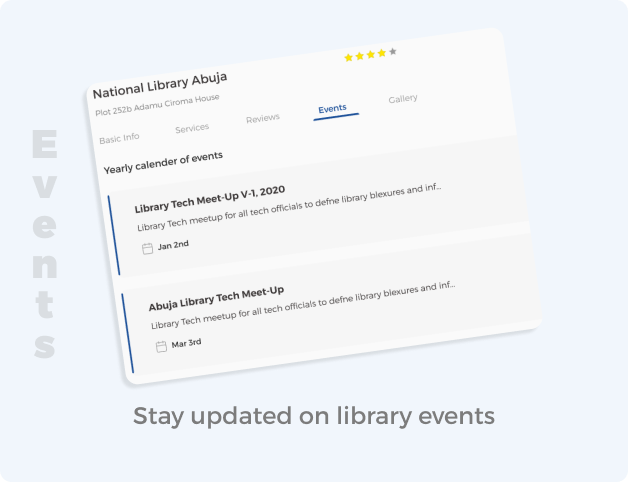 National Library Abuja
Plot 252b Adamu Ciroma House
Basic Info Services Reviews Events Gallery
Yearly calender of events
Library Tech Meet-Up V-1, 2020
Library Tech meetup for all tech officials to defne library blexures and inf...
Jan 2nd
Abuja Library Tech Meet-Up
Library Tech meetup for all tech officials to defne library blexures and inf...
Mar 3rd
Events
Stay updated on library events